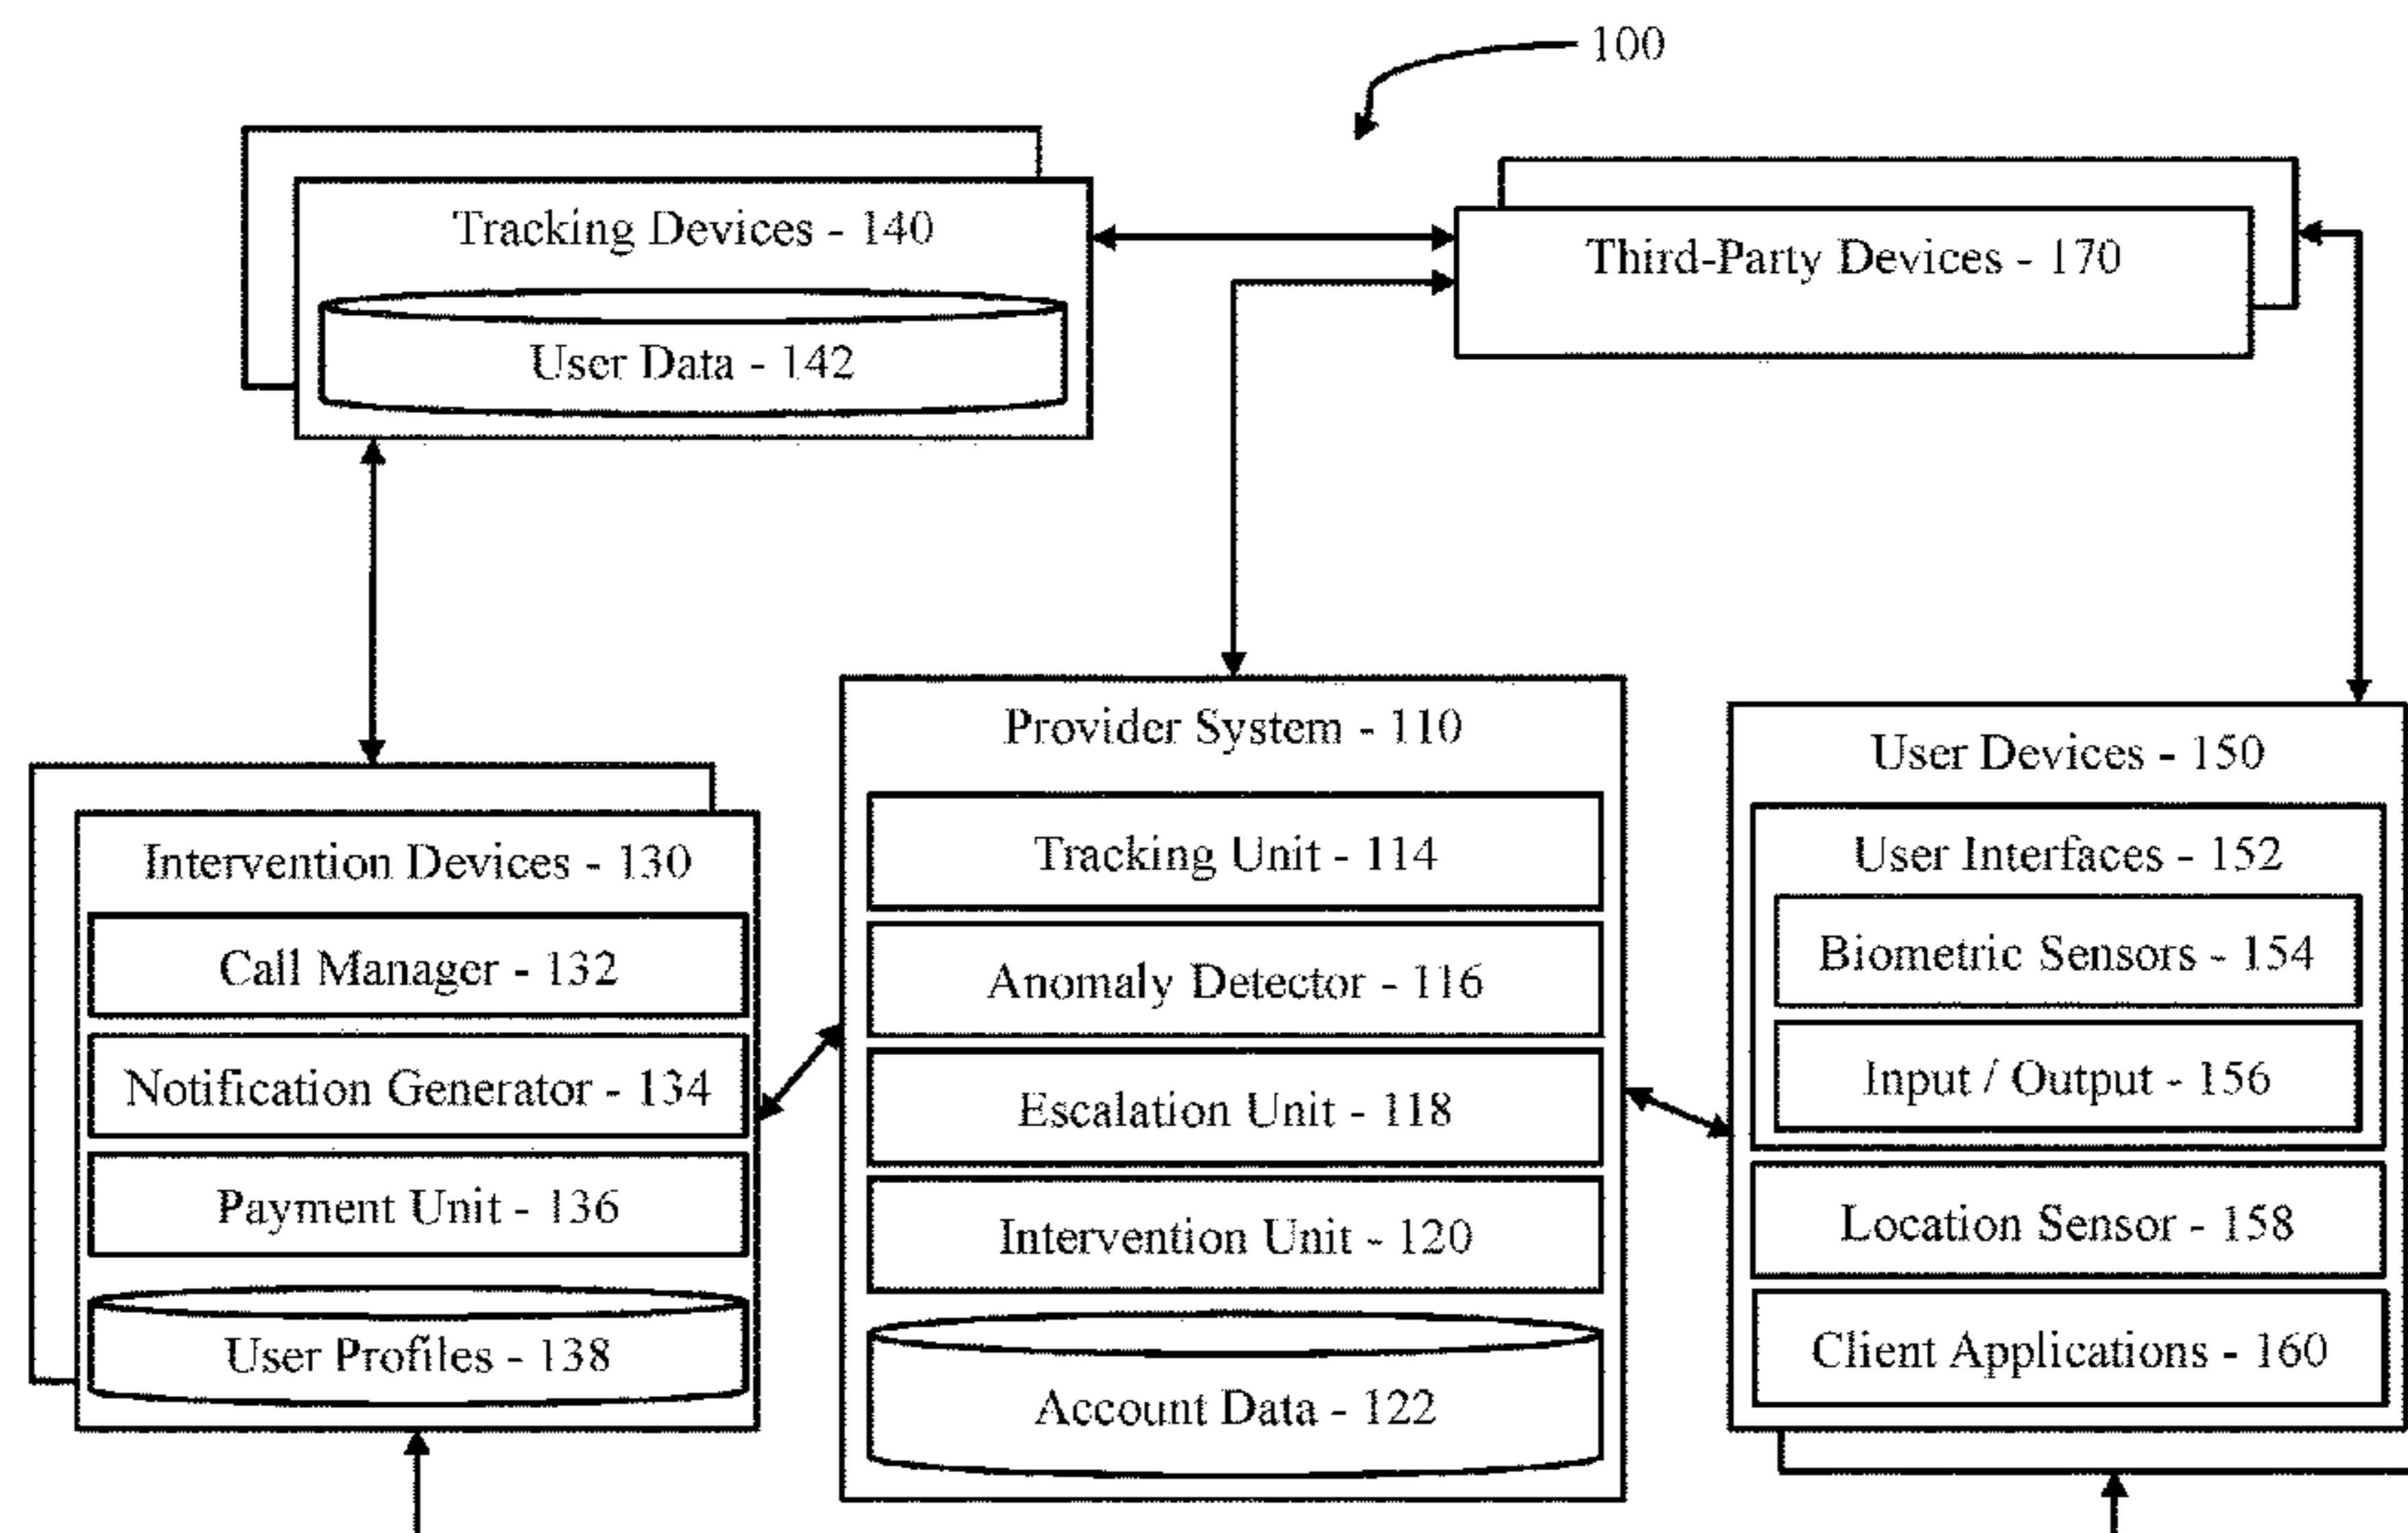 100
Tracking Devices - 140
User Data - 142
Third-Party Devices - 170
Provider System - 110
Tracking Unit - 114
Anomaly Detector - 116
Escalation Unit - 118
Intervention Unit - 120
Account Data - 122
Intervention Devices - 130
Call Manager - 132
Notification Generator - 134
Payment Unit - 136
User Profiles - 138
User Devices - 150
User Interfaces - 152
Biometric Sensors - 154
Input / Output - 156
Location Sensor - 158
Client Applications - 160